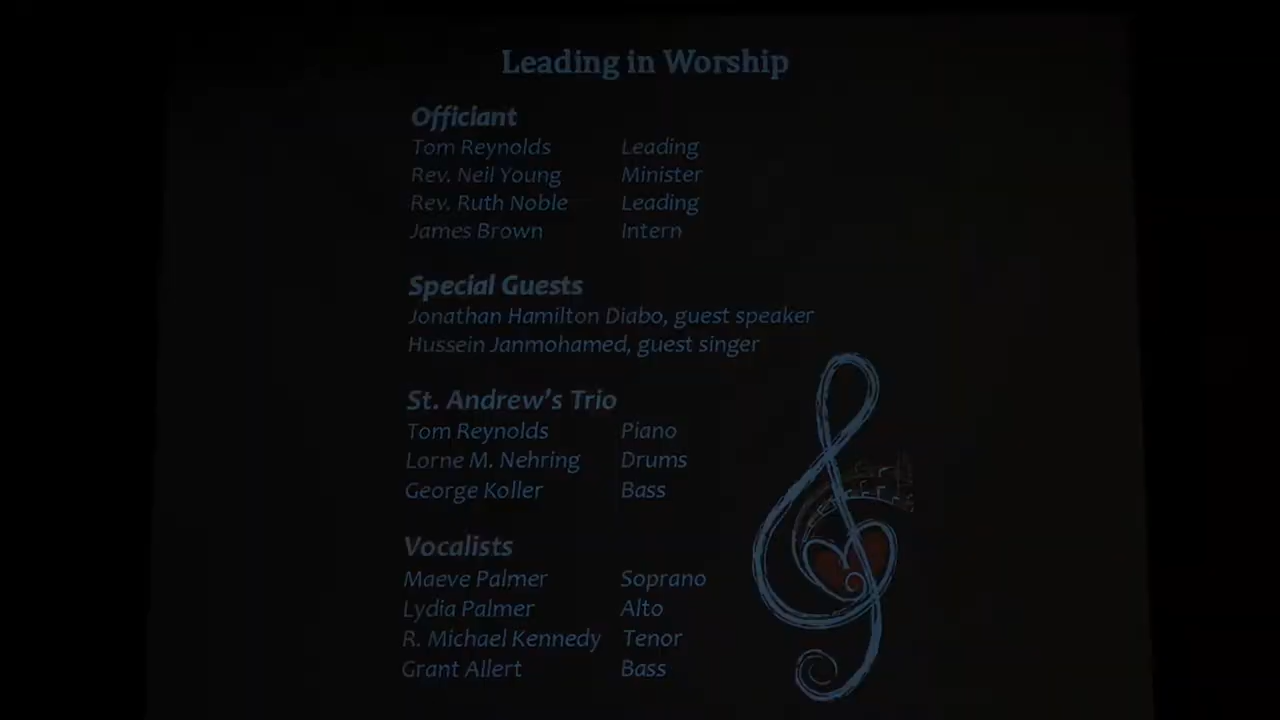 Leading in Worship
Officiant
Tom Reynolds Leading
Rev. Neil Young Minister
Rev. Ruth Noble Leading
James Brown Intern
Special Guests
Jonathan Hamilton Diabo, guest speaker
Hussein Janmohamed, guest singer
St. Andrew's Trio
Tom Reynolds Piano
Lorne M. Nehring Drums
George Koller Bass
Vocalists
Maeve Palmer Soprano
Lydia Palmer Alto
R. Michael Kennedy Tenor
Grant Allert Bass